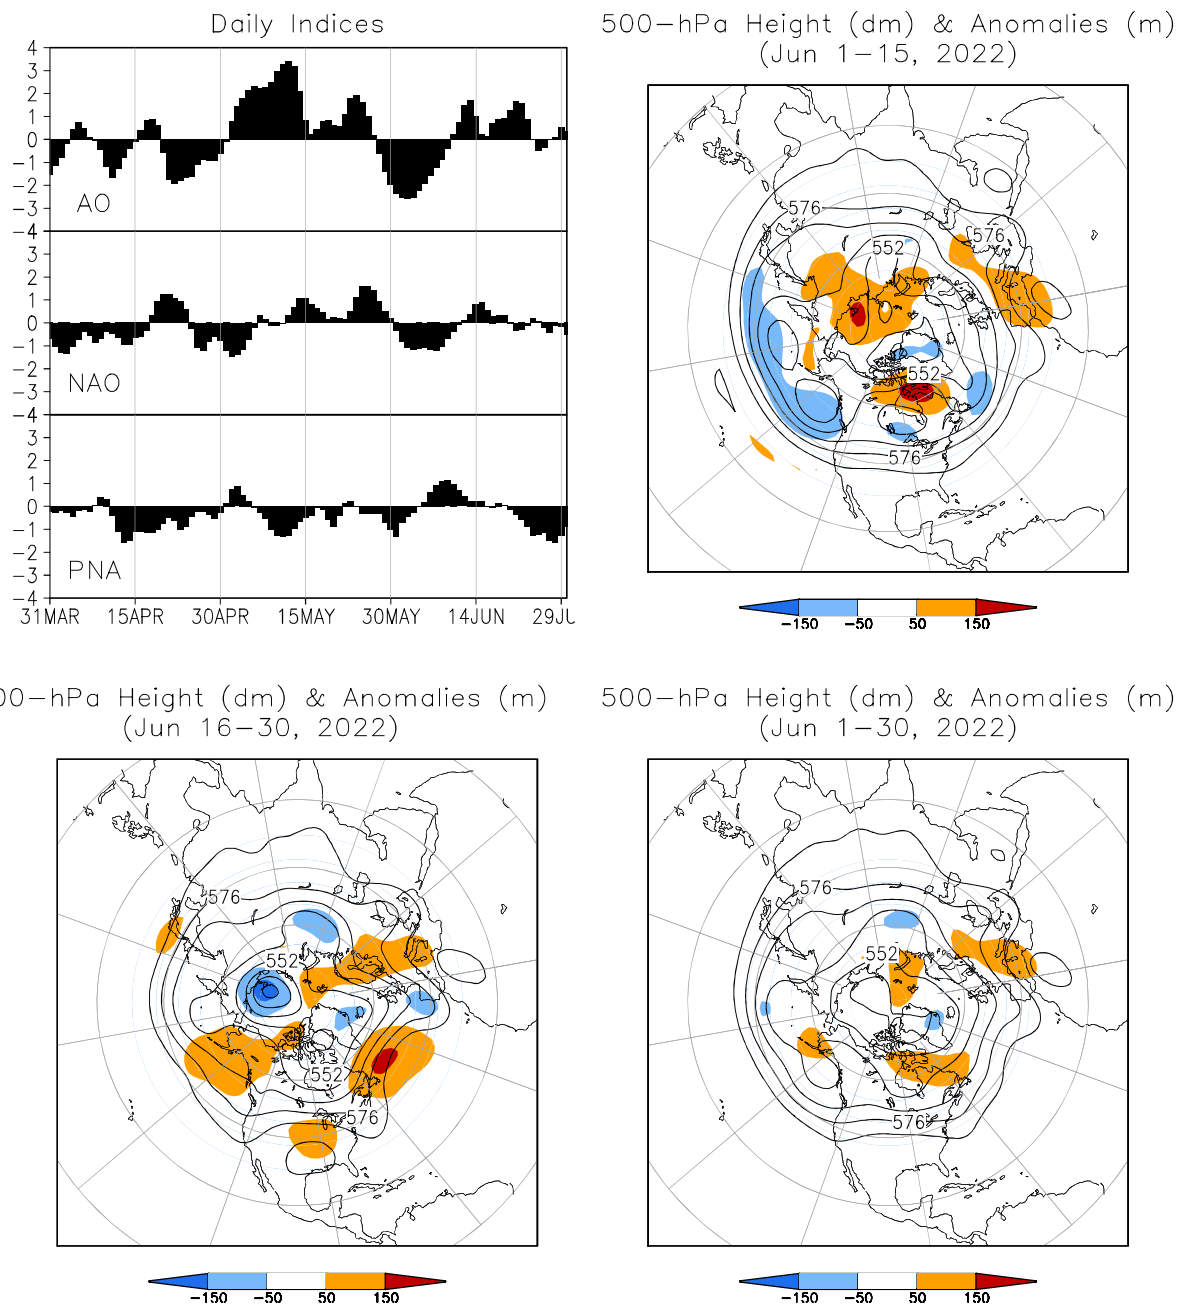 Daily Indices
4
3
2
1
0
-1
-2
-3
-4
AO
3
2
1
0
-1
-2
-3
-4
NAO
3
2
1
0
-1
-2
-3
-4
PNA
31MAR 15APR 30APR 15MAY 30MAY 14JUN 29JU
500-hPa Height (dm) & Anomalies (m)
(Jun 1-15, 2022)
576
576
552
552
576
-150 -50 50 150
00-hPa Height (dm) & Anomalies (m)
(Jun 16-30, 2022)
576
552
552
576
-150 -50 50 150
500-hPa Height (dm) & Anomalies (m)
(Jun 1-30, 2022)
576
552
576
-150 -50 50 150